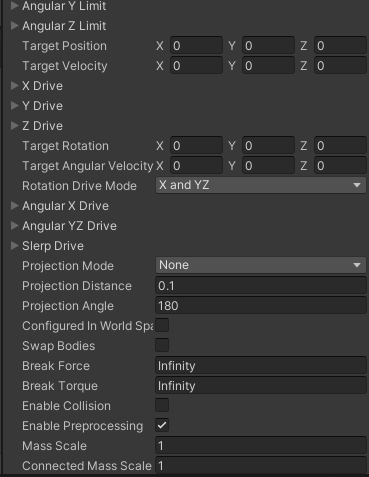 Angular Y Limit
Angular Z Limit
Target Position X 0 Y 0 Z 0
Target Velocity X 0 Y 0 Z 0
X Drive
Y Drive
Z Drive
Target Rotation X 0 Y 0 Z 0
Target Angular Velocity X 0 Y 0 Z 0
Rotation Drive Mode X and YZ
Angular X Drive
Angular YZ Drive
Slerp Drive
Projection Mode None
Projection Distance 0.1
Projection Angle 180
Configured In World Spa
Swap Bodies
Break Force Infinity
Break Torque Infinity
Enable Collision
Enable Preprocessing
Mass Scale 1
Connected Mass Scale 1